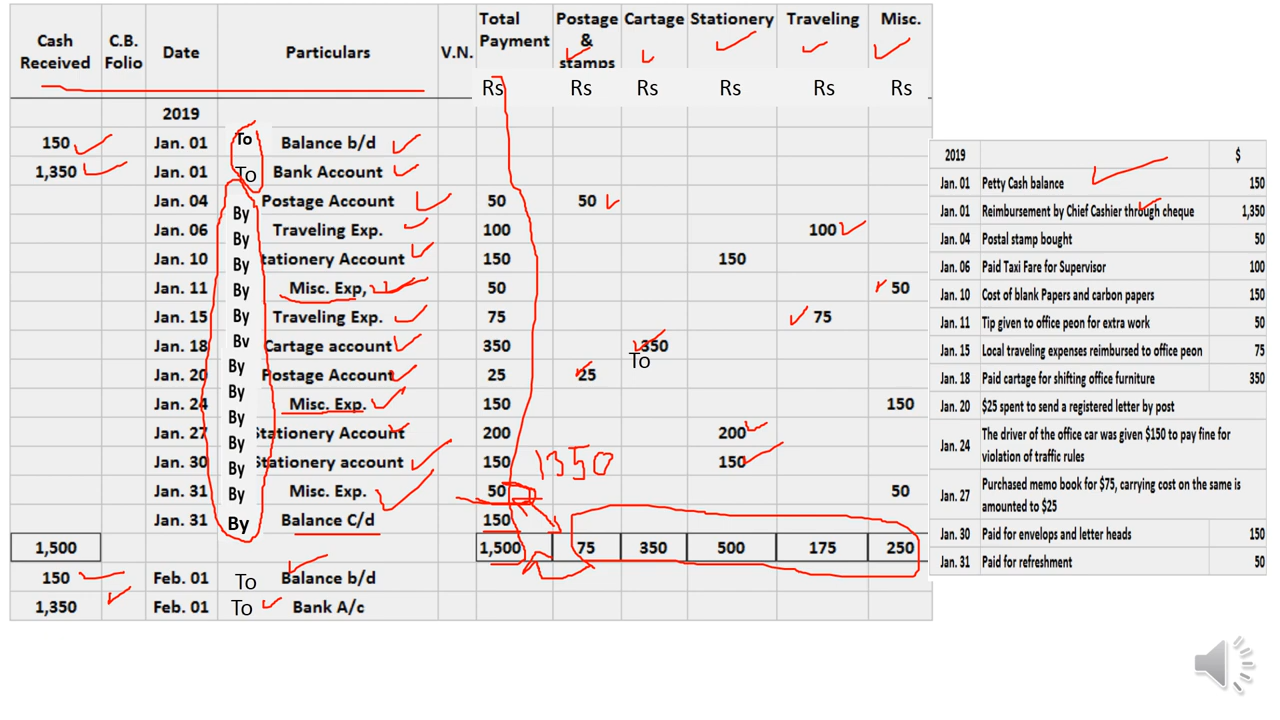 Cash Received C.B. Folio Date Particulars V.N. Total Payment Postage & stamps Cartage Stationery Traveling Misc.
Rs Rs Rs Rs Rs Rs
2019
150 Jan. 01 To Balance b/d
1,350 Jan. 01 To Bank Account
Jan. 04 By Postage Account 50 50
Jan. 06 By Traveling Exp. 100 100
Jan. 10 By tationery Account 150 150
Jan. 11 By Misc. Exp, 50 50
Jan. 15 By Traveling Exp. 75 75
Jan. 18 By Cartage account 350 350
To
Jan. 20 By Postage Account 25 25
Jan. 24 By Misc. Exp. 150 150
Jan. 27 By Stationery Account 200 200
Jan. 30 By Stationery account 150 1350 150
Jan. 31 By Misc. Exp. 50 50
Jan. 31 By Balance C/d 150
1,500 1,500 75 350 500 175 250
150 Feb. 01 To Balance b/d
1,350 Feb. 01 To Bank A/c
2019 $
Jan. 01 Petty Cash balance 150
Jan. 01 Reimbursement by Chief Cashier through cheque 1,350
Jan. 04 Postal stamp bought 50
Jan. 06 Paid Taxi Fare for Supervisor 100
Jan. 10 Cost of blank Papers and carbon papers 150
Jan. 11 Tip given to office peon for extra work 50
Jan. 15 Local traveling expenses reimbursed to office peon 75
Jan. 18 Paid cartage for shifting office furniture 350
Jan. 20 $25 spent to send a registered letter by post
Jan. 24 The driver of the office car was given $150 to pay fine for
violation of traffic rules
Jan. 27 Purchased memo book for $75, carrying cost on the same is
amounted to $25
Jan. 30 Paid for envelops and letter heads 150
Jan. 31 Paid for refreshment 50